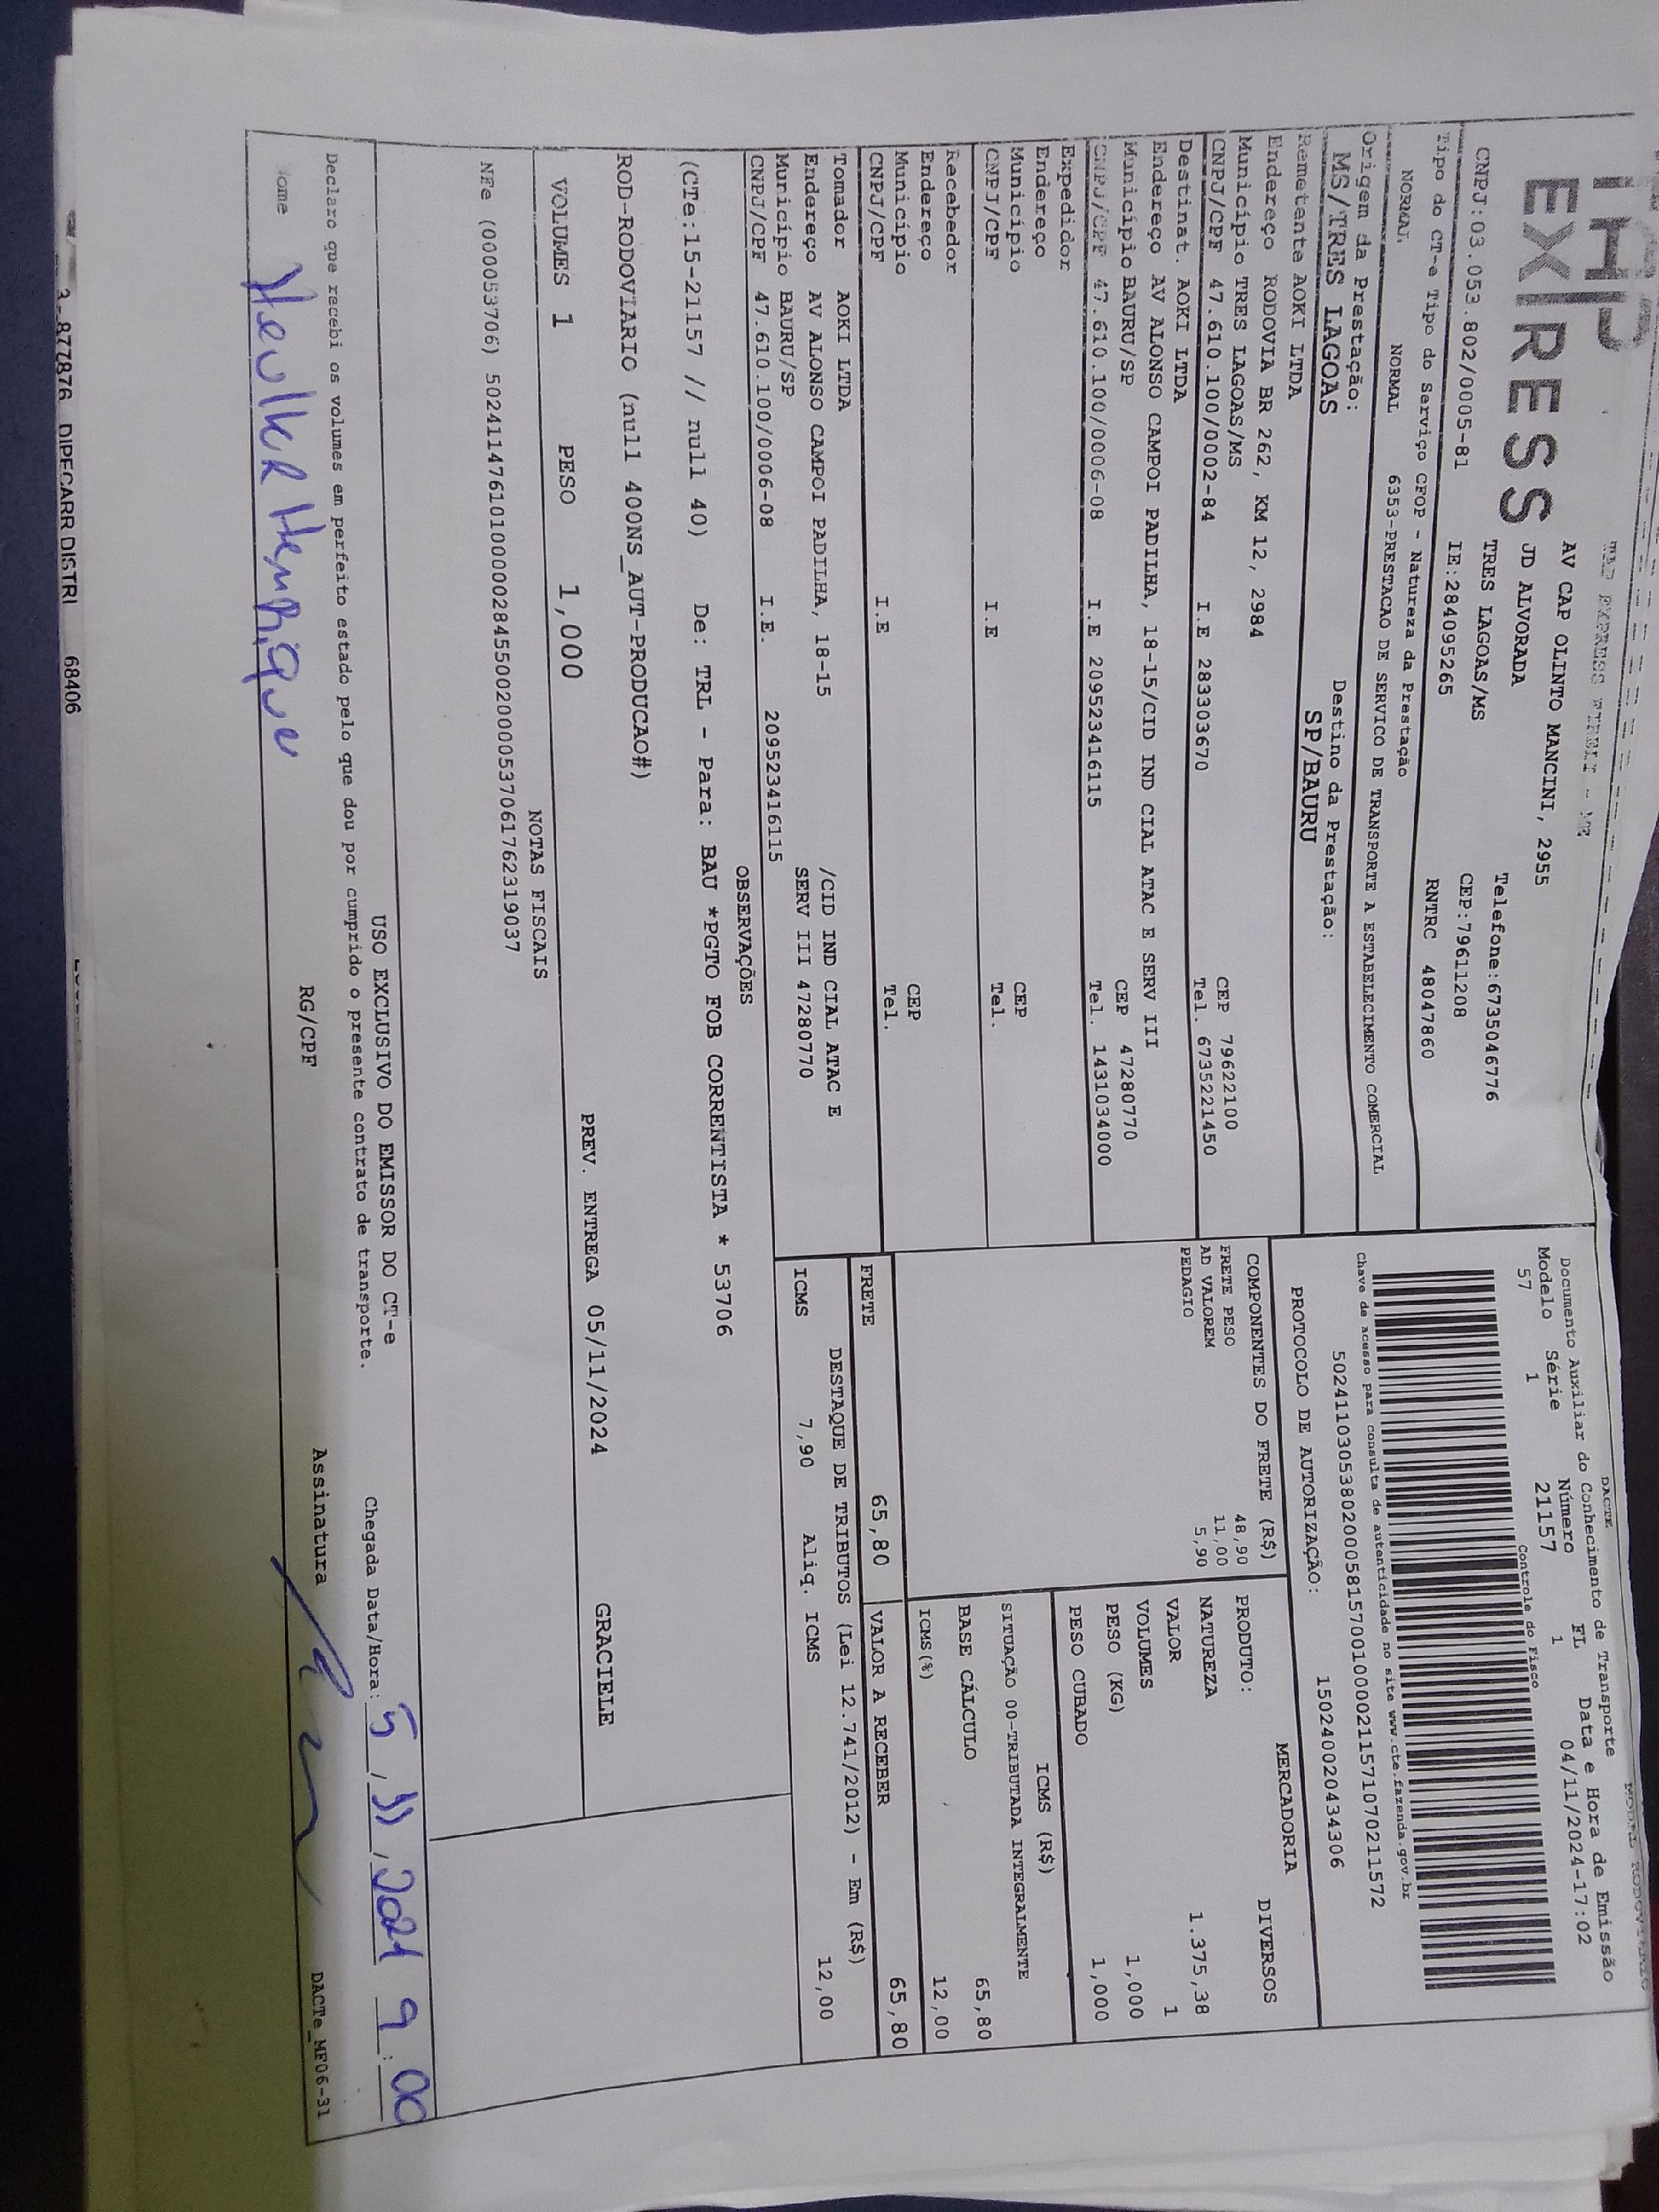 EXPRESS
AV CAP OLINTO MANCINI, 2955
JD ALVORADA
TRES LAGOAS/MS
Telefone:6735046776
CNPJ:03.053.802/0005-81
IE:284095265
CEP:79611208
RNTRC 48047860
Tipo do CT-e Tipo do Serviço CFOP - Natureza da Prestação
NORMAL NORMAL 6353-PRESTACAO DE SERVICO DE TRANSPORTE A ESTABELECIMENTO COMERCIAL
Origem da Prestação:
MS/TRES LAGOAS
Destino da Prestação:
SP/BAURU
DACTE
Documento Auxiliar do Conhecimento de Transporte
Modelo Série Número FL Data e Hora de Emissão
57 1 21157 1 04/11/2024-17:02
Controle do Fisco
Chave de acesso para consulta de autenticidade no site www.cte.fazenda.gov.br
50241103053802000581570010000211571070211572
PROTOCOLO DE AUTORIZAÇÃO:
150240020434306
Remetente AOKI LTDA
Endereço RODOVIA BR 262, KM 12, 2984
Município TRES LAGOAS/MS
CEP 79622100
CNPJ/CPF 47.610.100/0002-84 I.E 283303670 Tel. 6735221450
Destinat. AOKI LTDA
Endereço AV ALONSO CAMPOI PADILHA, 18-15/CID IND CIAL ATAC E SERV III
Município BAURU/SP
CEP 47280770
CNPJ/CPF 47.610.100/0006-08 I.E 209523416115 Tel. 1431034000
Expedidor
Endereço
Município
CEP
CNPJ/CPF I.E Tel.
Recebedor
Endereço
Município
CEP
CNPJ/CPF I.E Tel.
Tomador AOKI LTDA
Endereço AV ALONSO CAMPOI PADILHA, 18-15 /CID IND CIAL ATAC E
Município BAURU/SP SERV III 47280770
CNPJ/CPF 47.610.100/0006-08 I.E. 209523416115
COMPONENTES DO FRETE (R$)
FRETE PESO 48,90
AD VALOREM 11,00
PEDAGIO 5,90
MERCADORIA
PRODUTO: DIVERSOS
NATUREZA
VALOR 1.375,38
VOLUMES 1
PESO (KG) 1,000
PESO CUBADO 1,000
ICMS (R$)
SITUAÇÃO 00-TRIBUTADA INTEGRALMENTE
BASE CÁLCULO 65,80
ICMS(%) 12,00
FRETE 65,80
VALOR A RECEBER 65,80
DESTAQUE DE TRIBUTOS (Lei 12.741/2012) - Em (R$)
ICMS 7,90 Aliq. ICMS 12,00
OBSERVAÇÕES
(CTe:15-21157 // null 40) De: TRL - Para: BAU *PGTO FOB CORRENTISTA * 53706
ROD-RODOVIARIO (null 400NS_AUT-PRODUCAO#)
VOLUMES 1 PESO 1,000 PREV. ENTREGA 05/11/2024 GRACIELE
NOTAS FISCAIS
NFe (000053706) 50241147610100000284550020000537061762319037
USO EXCLUSIVO DO EMISSOR DO CT-e
Declaro que recebi os volumes em perfeito estado pelo que dou por cumprido o presente contrato de transporte.
Chegada Data/Hora: 5 / 11 / 2024 9 : 00
Nome RG/CPF Assinatura DACTe_MF06-31
Henrique
877876 DIPECARR DISTRI 68406